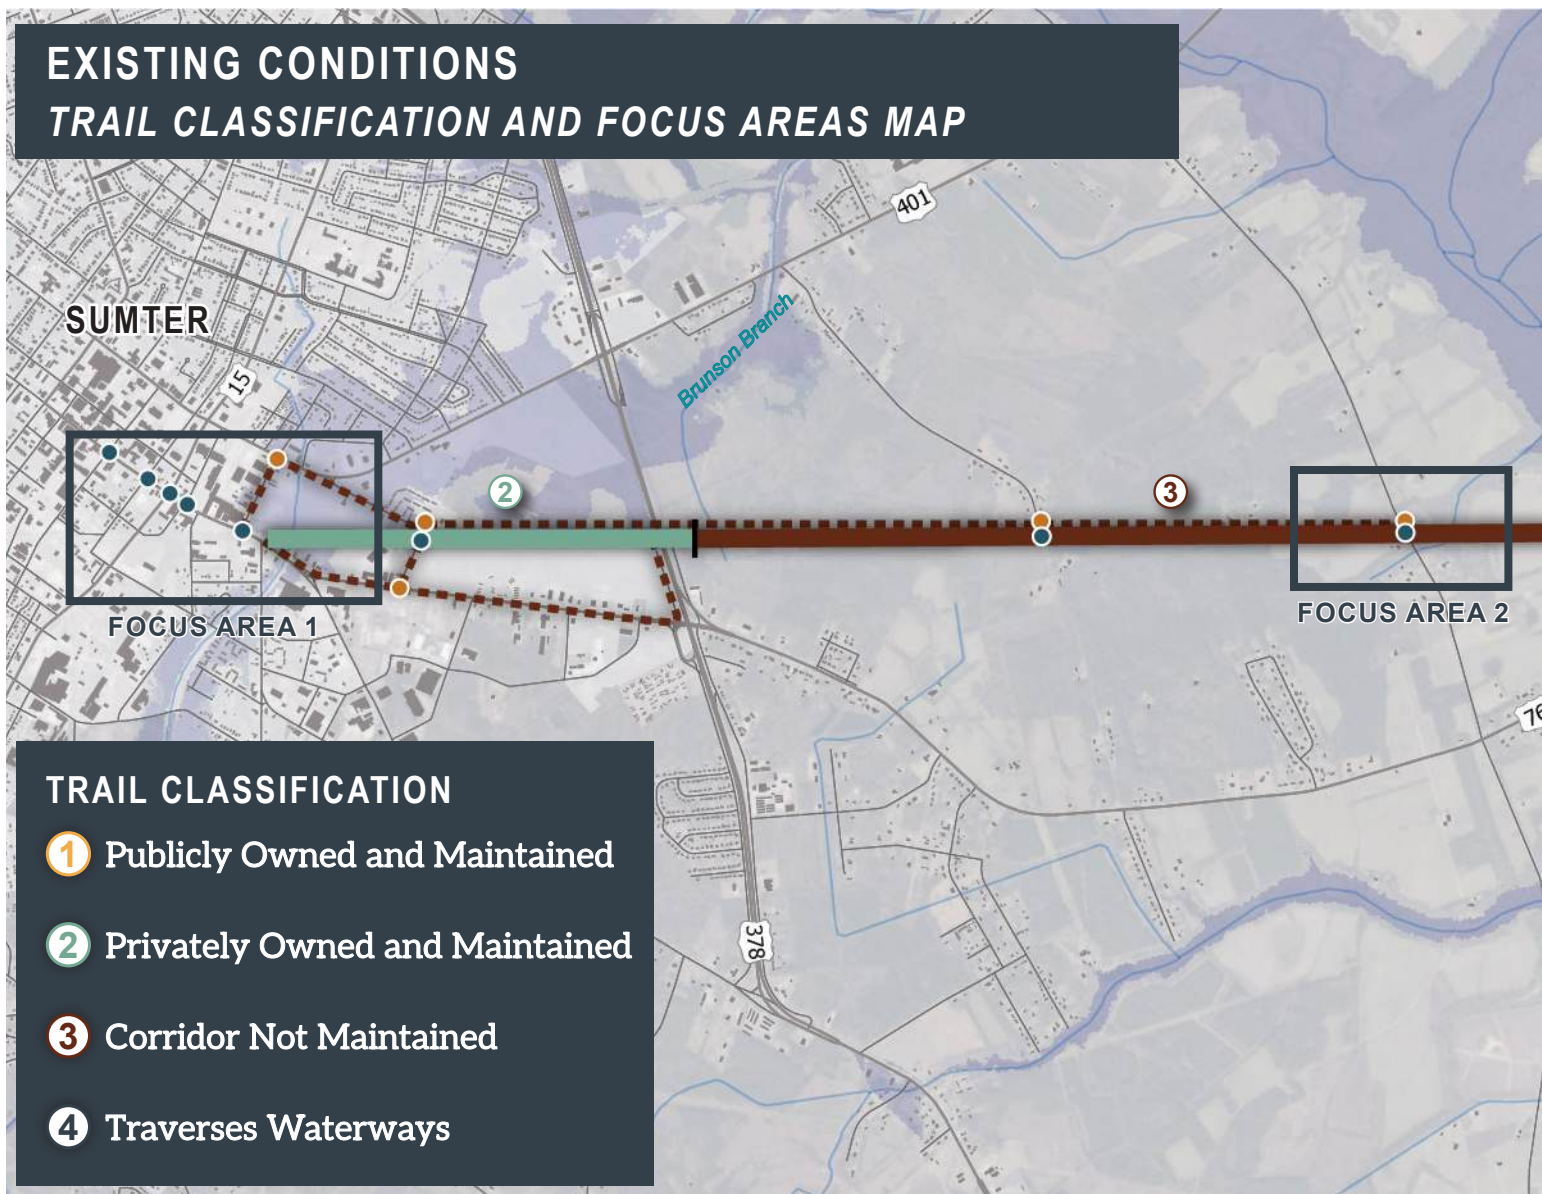 EXISTING CONDITIONS
TRAIL CLASSIFICATION AND FOCUS AREAS MAP
401
Brunson Branch
SUMTER
15
2
3
FOCUS AREA 1
FOCUS AREA 2
76
378
TRAIL CLASSIFICATION
1 Publicly Owned and Maintained
2 Privately Owned and Maintained
3 Corridor Not Maintained
4 Traverses Waterways